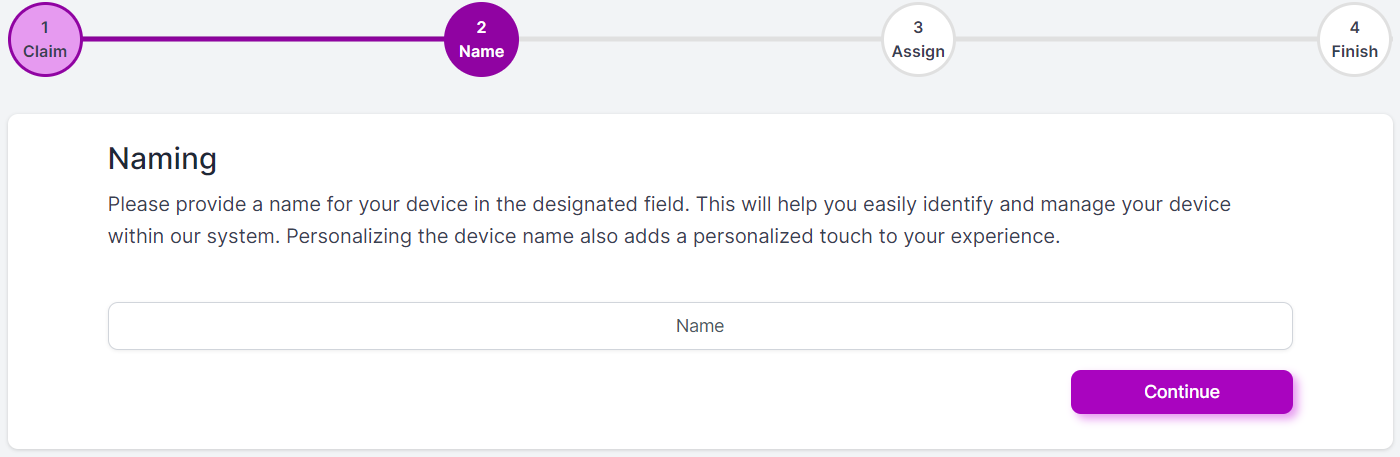 1
Claim
2
Name
3
Assign
4
Finish
Naming
Please provide a name for your device in the designated field. This will help you easily identify and manage your device
within our system. Personalizing the device name also adds a personalized touch to your experience.
Name
Continue